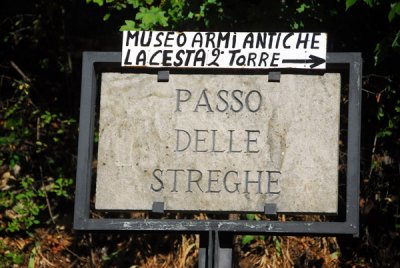 MUSEO ARMI ANTICHE
LA CESTA 2ª TORRE
PASSO
DELLE
STREGHE